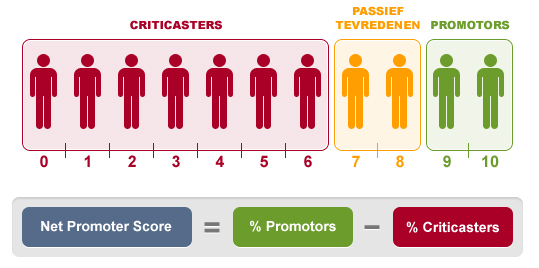 CRITICASTERS
PASSIEF
TEVREDENEN
PROMOTORS
0 1 2 3 4 5 6 7 8 9 10
Net Promoter Score = % Promotors – % Criticasters